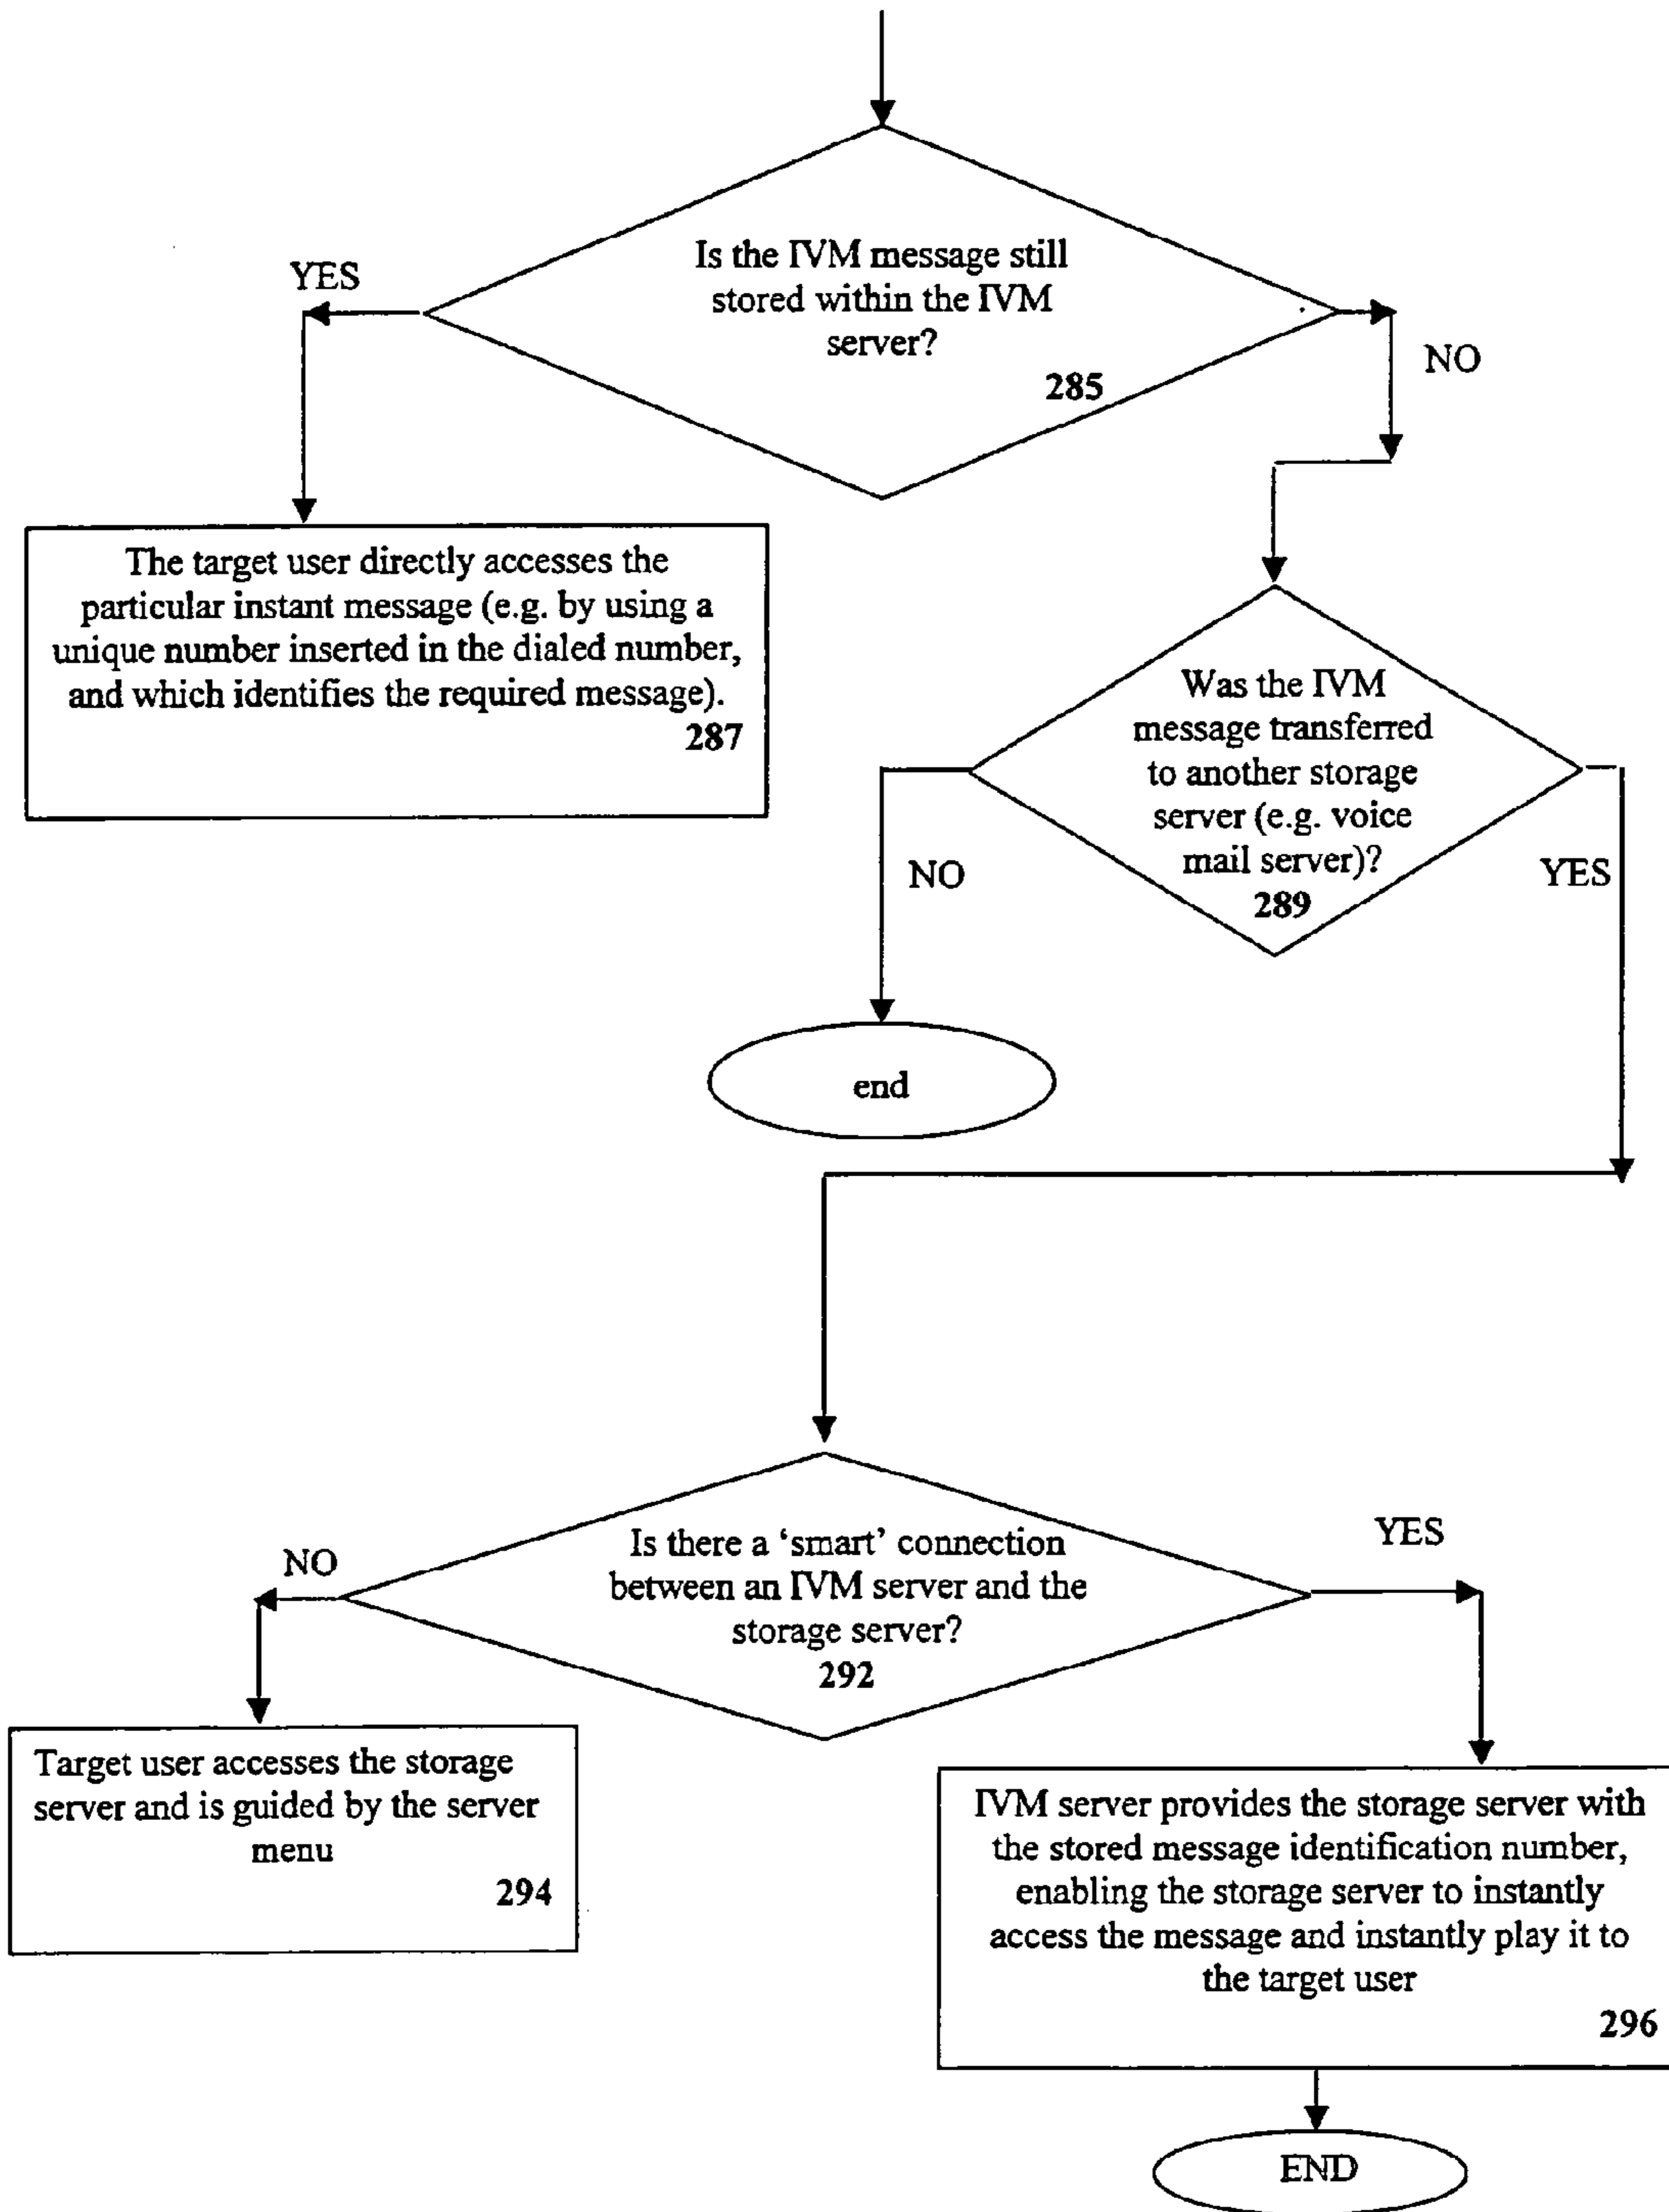 Is the IVM message still
stored within the IVM
server?
285
YES
NO
The target user directly accesses the
particular instant message (e.g. by using a
unique number inserted in the dialed number,
and which identifies the required message).
287
Was the IVM
message transferred
to another storage
server (e.g. voice
mail server)?
289
NO
YES
end
Is there a ‘smart’ connection
between an IVM server and the
storage server?
292
NO
YES
Target user accesses the storage
server and is guided by the server
menu
294
IVM server provides the storage server with
the stored message identification number,
enabling the storage server to instantly
access the message and instantly play it to
the target user
296
END